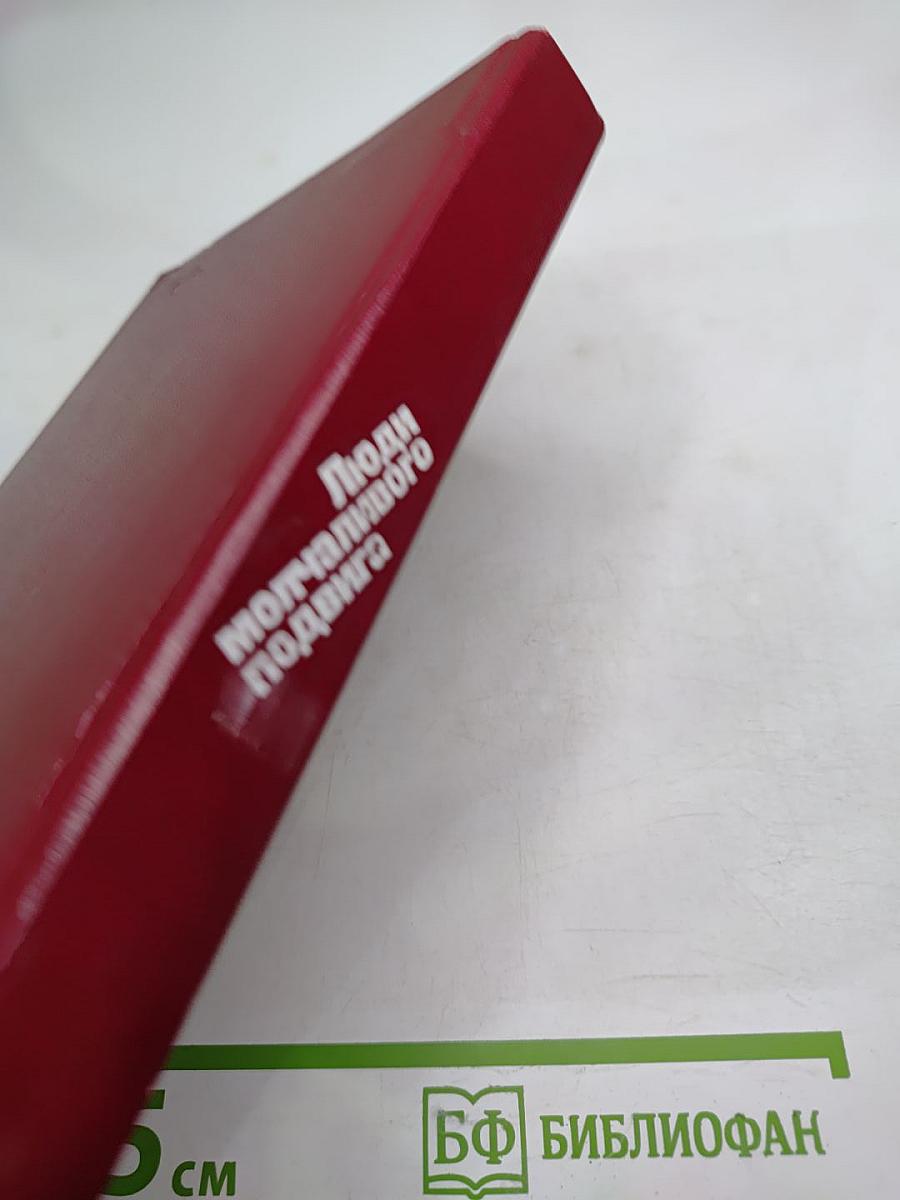 Люди
молчаливого
подвига
5 см
БФ БИБЛИОФАН